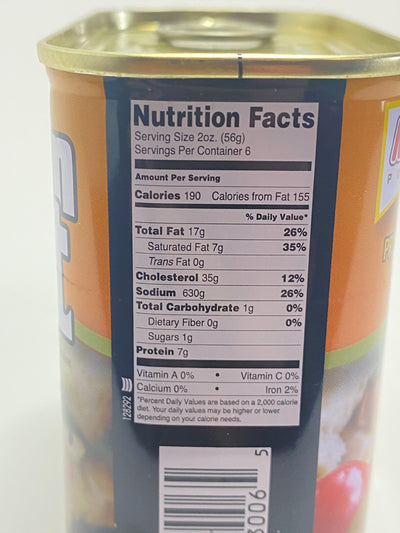 Nutrition Facts
Serving Size 2oz. (56g)
Servings Per Container 6
Amount Per Serving
Calories 190 Calories from Fat 155
% Daily Value*
Total Fat 17g 26%
Saturated Fat 7g 35%
Trans Fat 0g
Cholesterol 35g 12%
Sodium 630g 26%
Total Carbohydrate 1g 0%
Dietary Fiber 0g 0%
Sugars 1g
Protein 7g
Vitamin A 0% • Vitamin C 0%
Calcium 0% • Iron 2%
*Percent Daily Values are based on a 2,000 calorie
diet. Your daily values may be higher or lower
depending on your calorie needs.
128292
3006 5